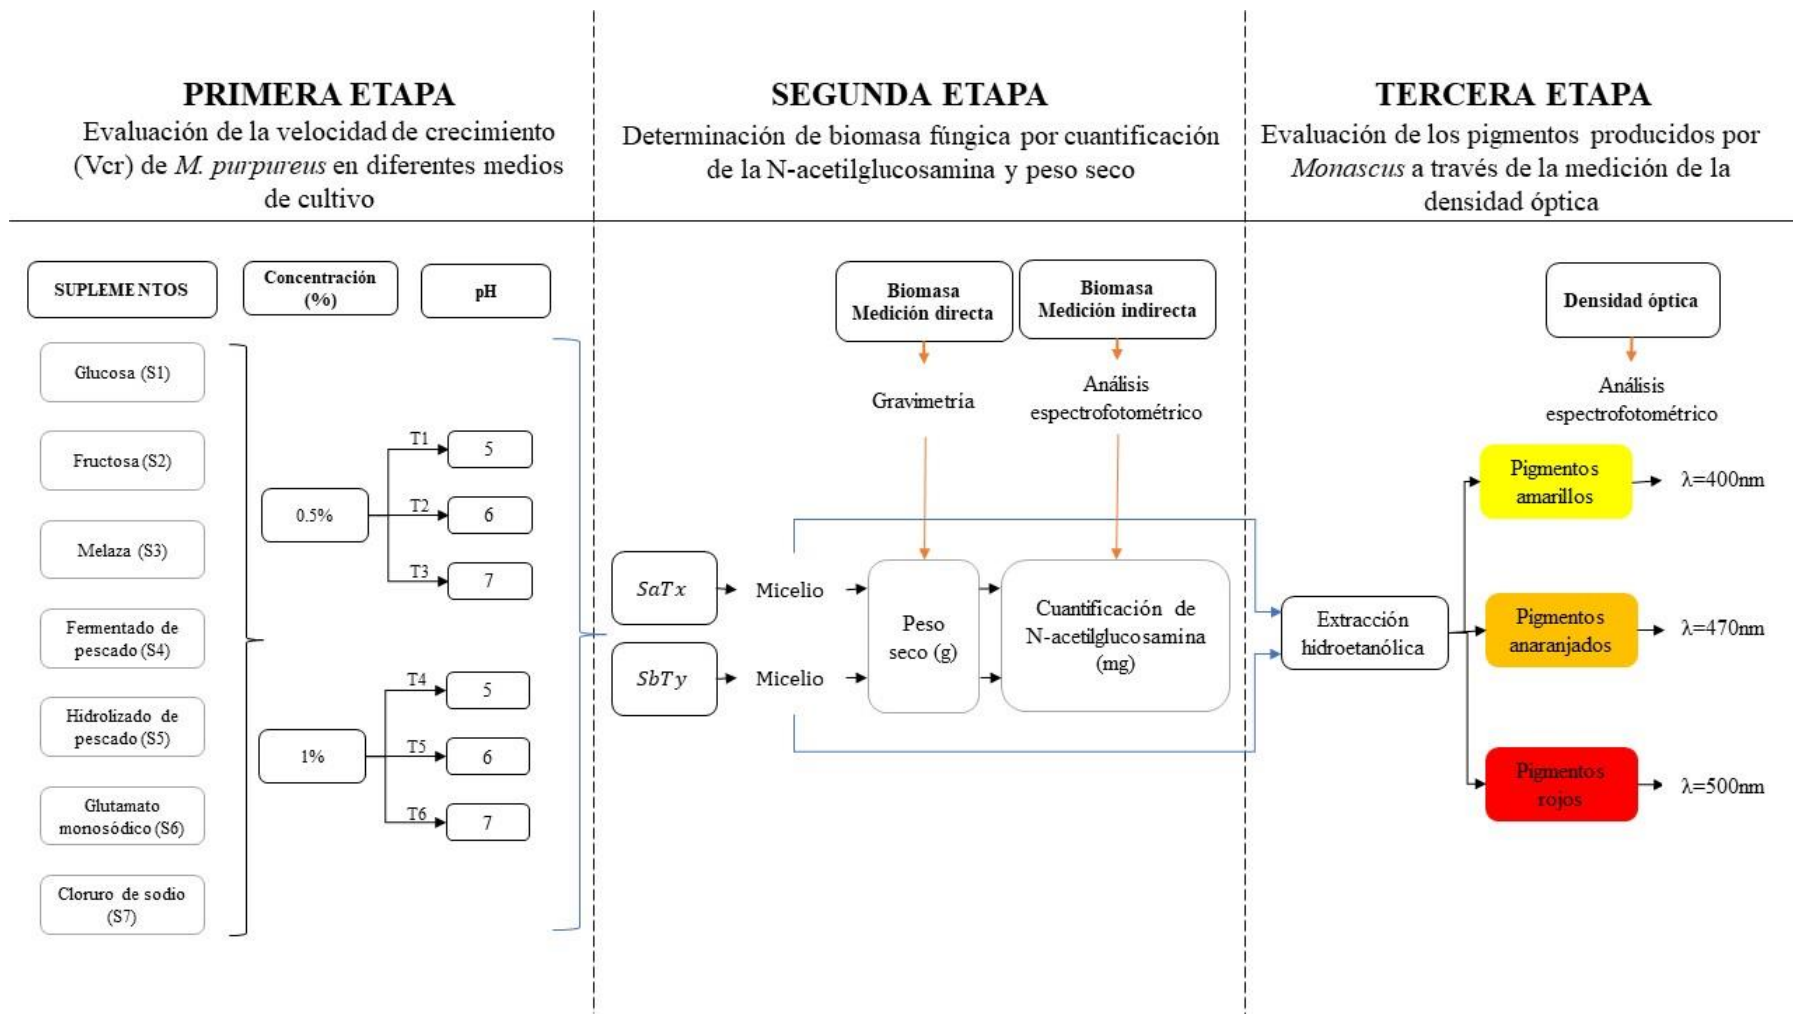 PRIMERA ETAPA
Evaluación de la velocidad de crecimiento
(Vcr) de M. purpureus en diferentes medios
de cultivo
SUPLEMENTOS
Concentración
(%)
pH
Glucosa (S1)
Fructosa (S2)
Melaza (S3)
Fermentado de
pescado (S4)
Hidrolizado de
pescado (S5)
Glutamato
monosódico (S6)
Cloruro de sodio
(S7)
0.5%
T1
5
T2
6
T3
7
1%
T4
5
T5
6
T6
7
SEGUNDA ETAPA
Determinación de biomasa fúngica por cuantificación
de la N-acetilglucosamina y peso seco
Biomasa
Medición directa
Biomasa
Medición indirecta
Gravimetría
Análisis
espectrofotométrico
SaTx
Micelio
SbTy
Micelio
Peso
seco (g)
Cuantificación de
N-acetilglucosamina
(mg)
TERCERA ETAPA
Evaluación de los pigmentos producidos por
Monascus a través de la medición de la
densidad óptica
Densidad óptica
Análisis
espectrofotométrico
Extracción
hidroetanólica
Pigmentos
amarillos
λ=400nm
Pigmentos
anaranjados
λ=470nm
Pigmentos
rojos
λ=500nm